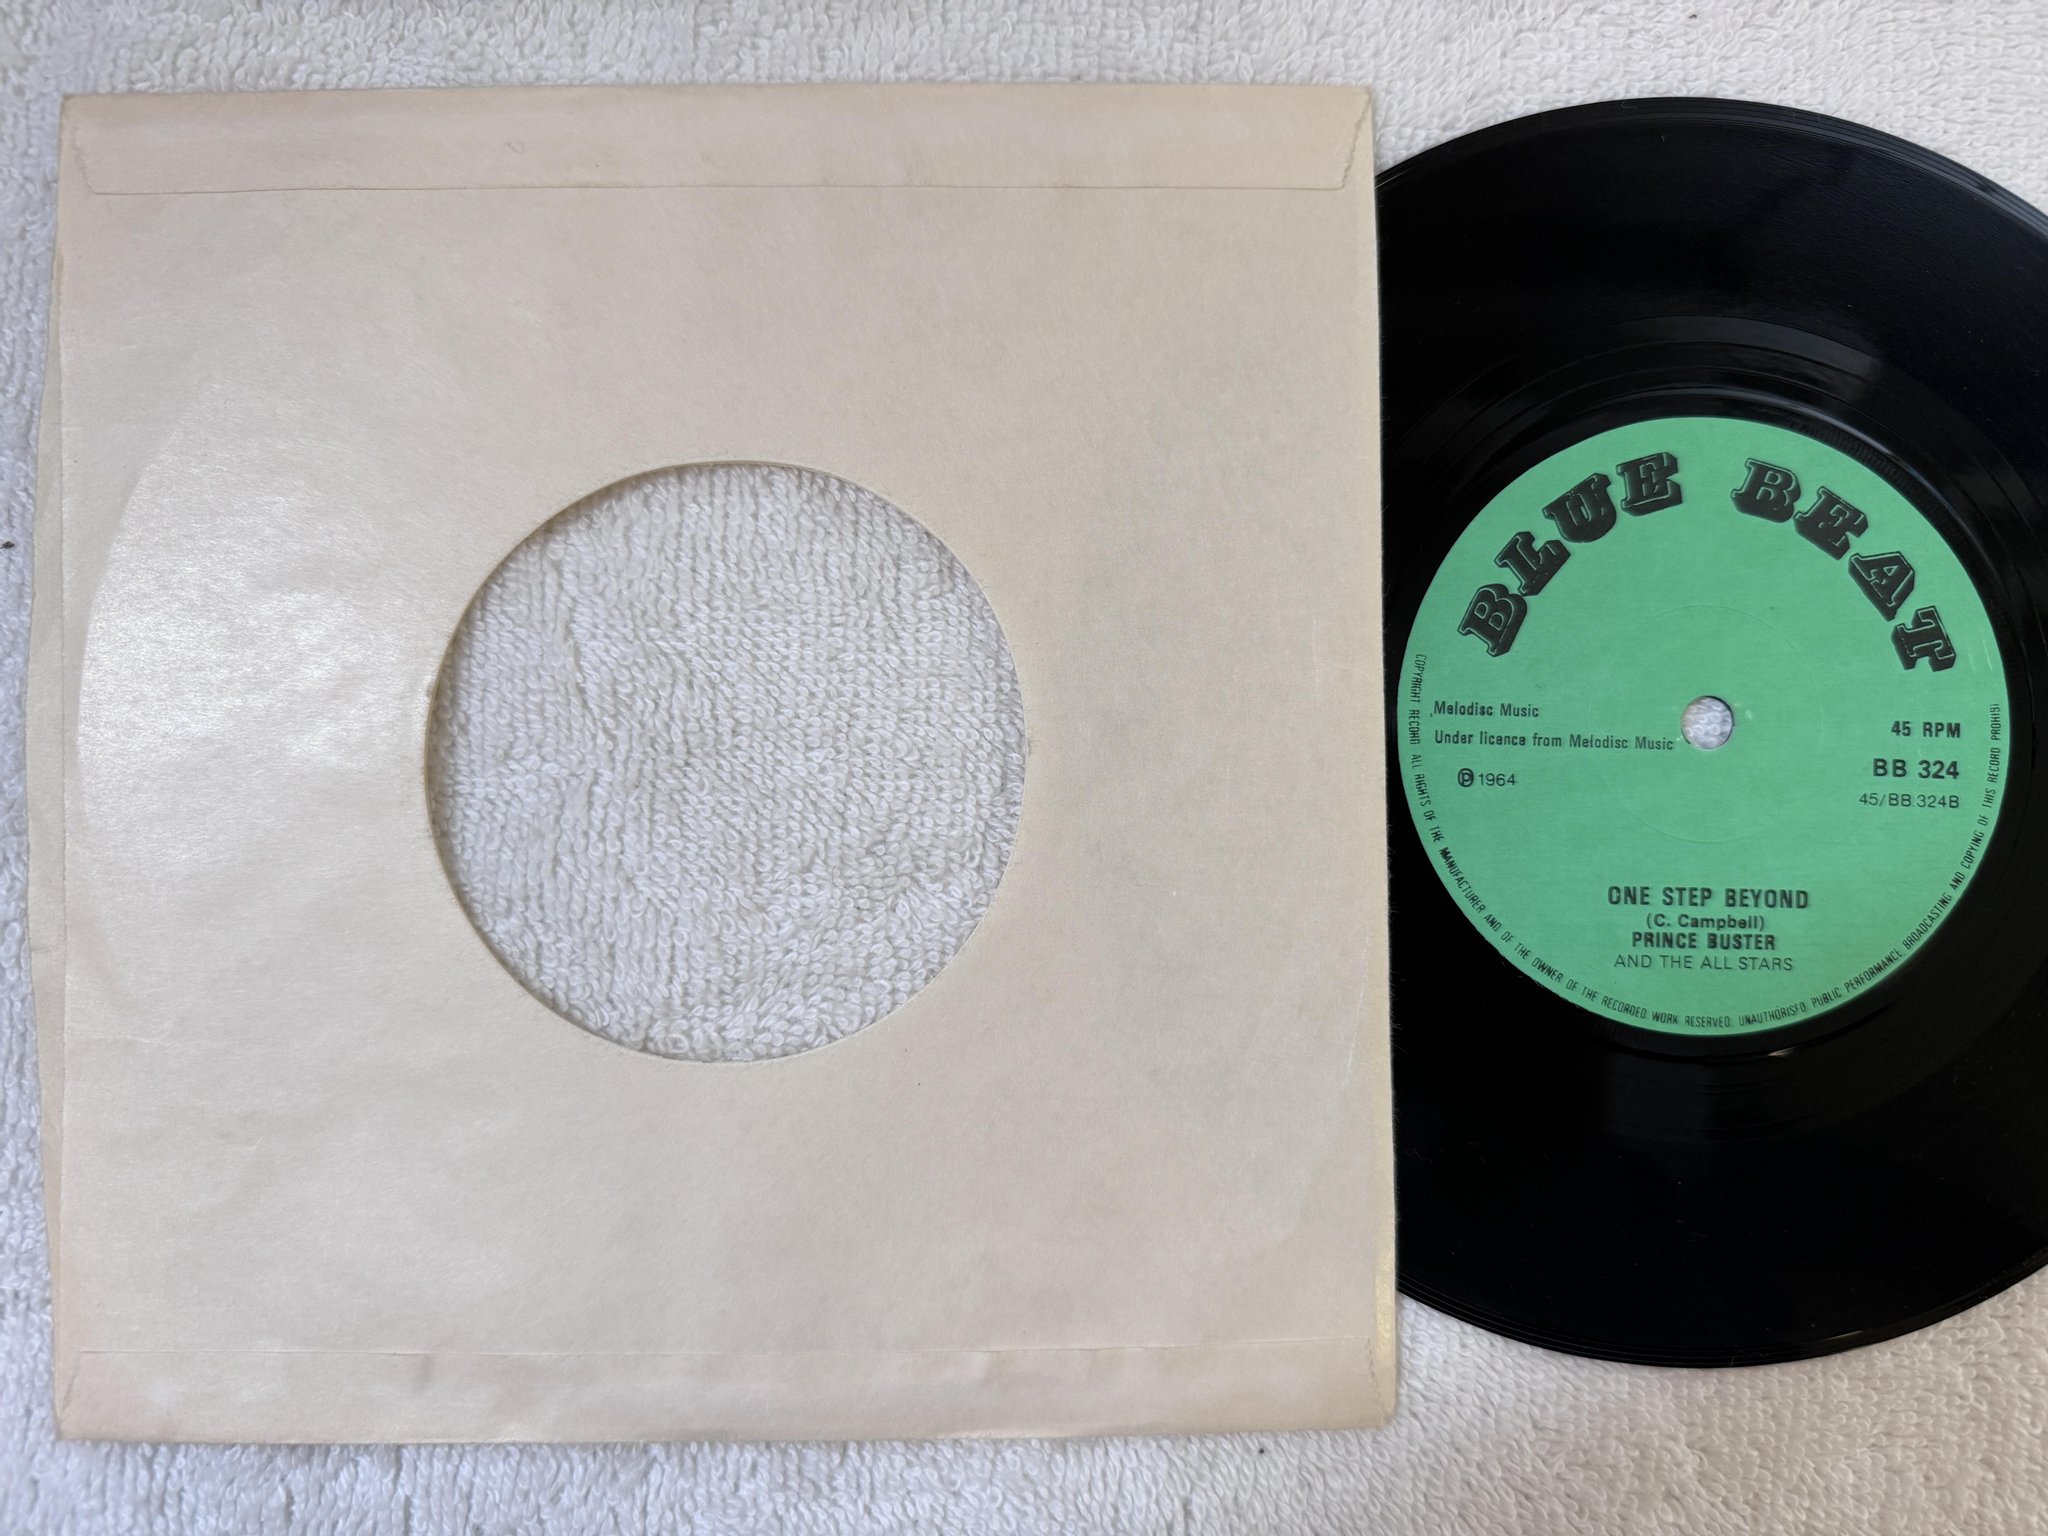 BLUE BEAT
Melodisc Music
Under licence from Melodisc Music
Ⓟ 1964
45 RPM
BB 324
45/BB.324B
ONE STEP BEYOND
(C. Campbell)
PRINCE BUSTER
AND THE ALL STARS
COPYRIGHT RECORD ALL RIGHTS OF THE MANUFACTURER AND OF THE OWNER OF THE RECORDED WORK RESERVED. UNAUTHORISED PUBLIC PERFORMANCE BROADCASTING AND COPYING OF THIS RECORD PROHIBI